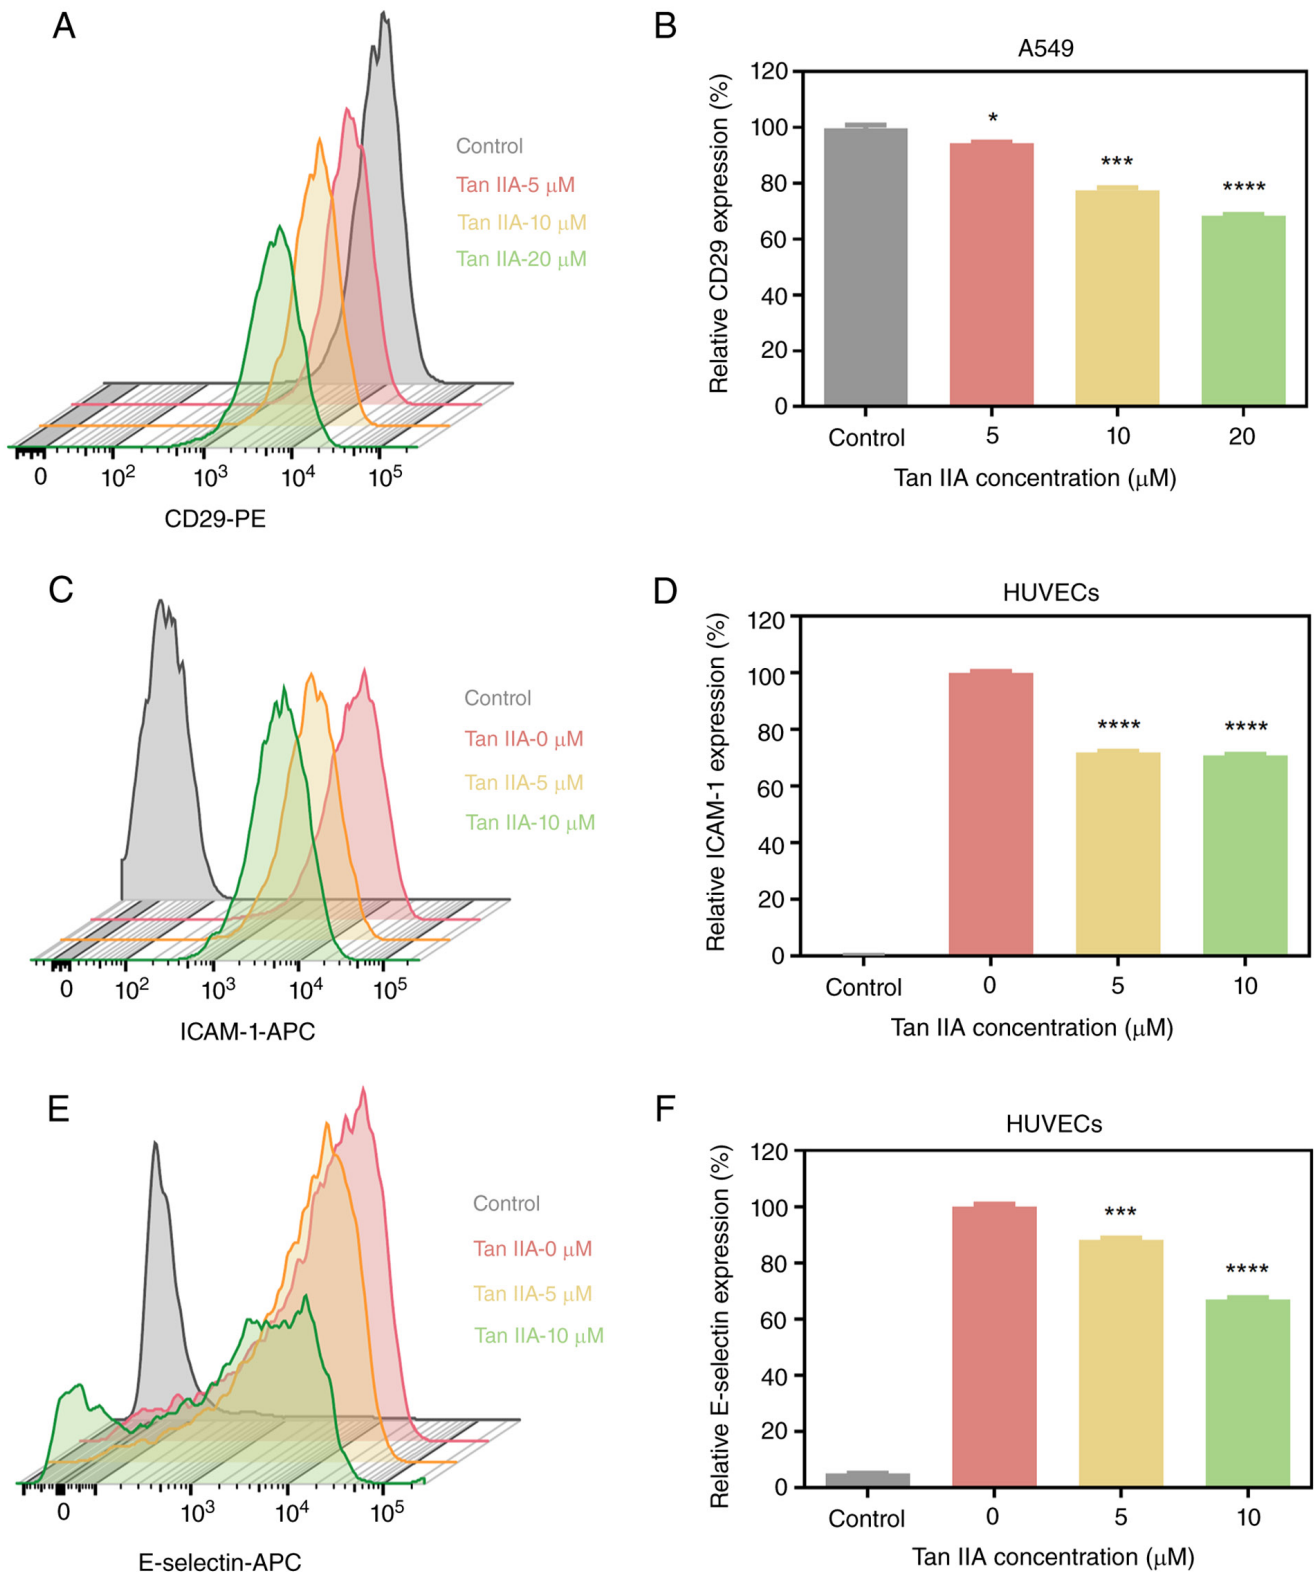 A
Control
Tan IIA-5 μM
Tan IIA-10 μM
Tan IIA-20 μM
0 10² 10³ 10⁴ 10⁵
CD29-PE
B
A549
Relative CD29 expression (%)
120
100
80
60
40
20
0
*
***
****
Control 5 10 20
Tan IIA concentration (μM)
C
Control
Tan IIA-0 μM
Tan IIA-5 μM
Tan IIA-10 μM
0 10² 10³ 10⁴ 10⁵
ICAM-1-APC
D
HUVECs
Relative ICAM-1 expression (%)
120
100
80
60
40
20
0
**** ****
Control 0 5 10
Tan IIA concentration (μM)
E
Control
Tan IIA-0 μM
Tan IIA-5 μM
Tan IIA-10 μM
0 10³ 10⁴ 10⁵
E-selectin-APC
F
HUVECs
Relative E-selectin expression (%)
120
100
80
60
40
20
0
***
****
Control 0 5 10
Tan IIA concentration (μM)